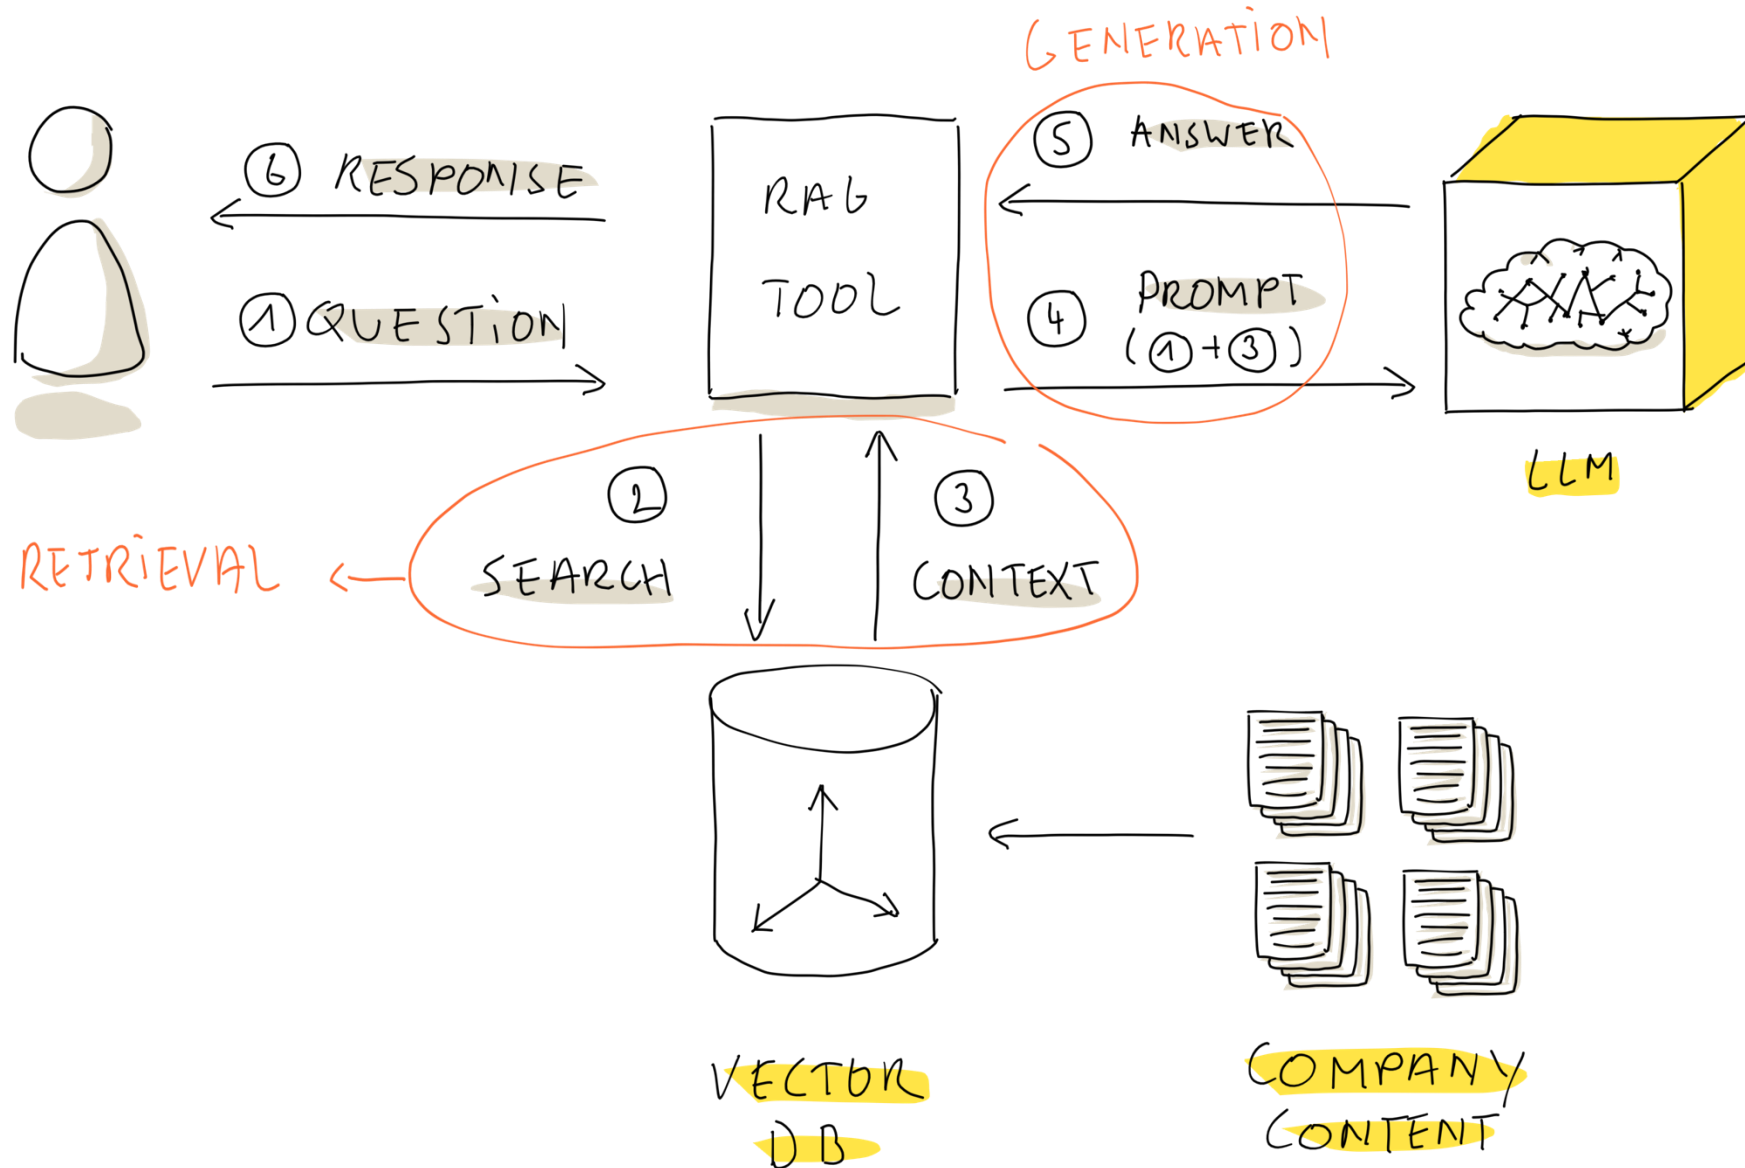 GENERATION
6 RESPONSE
RAG
TOOL
5 ANSWER
1 QUESTION
4 PROMPT
(1+3)
LLM
2
SEARCH
3
CONTEXT
RETRIEVAL
VECTOR
DB
COMPANY
CONTENT